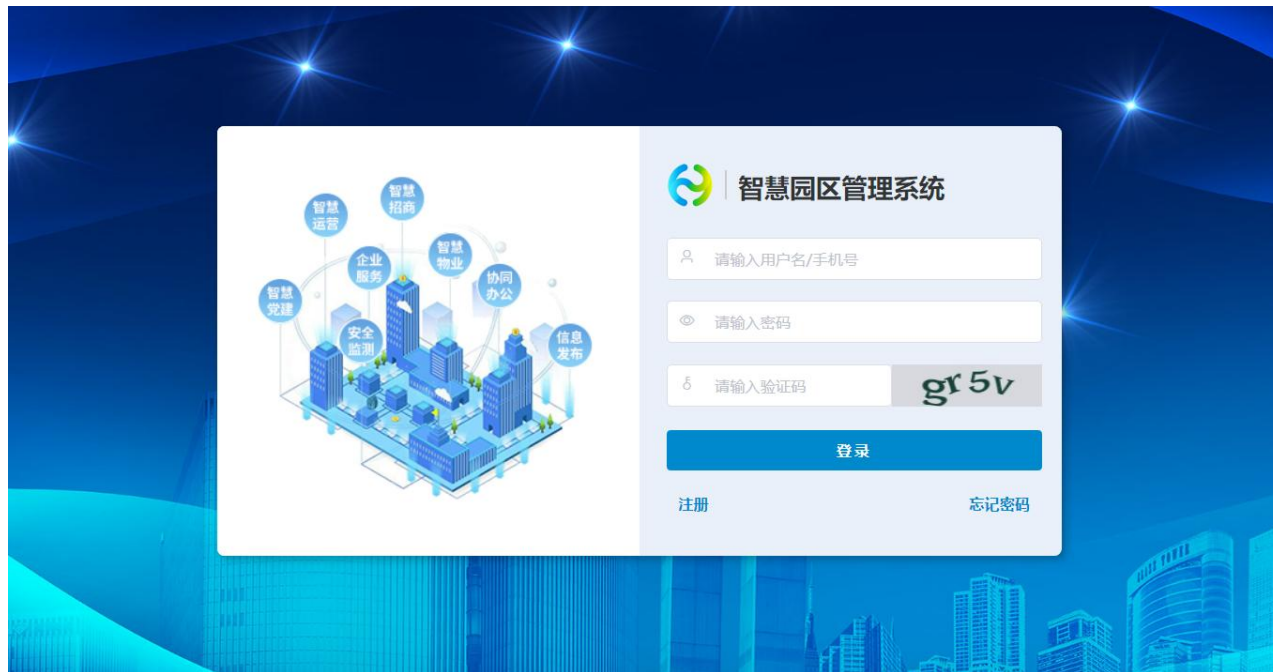 智慧
运营
智慧
招商
企业
服务
智慧
物业
协同
办公
智慧
党建
安全
监测
信息
发布
智慧园区管理系统
请输入用户名/手机号
请输入密码
请输入验证码
gr5v
登录
注册
忘记密码